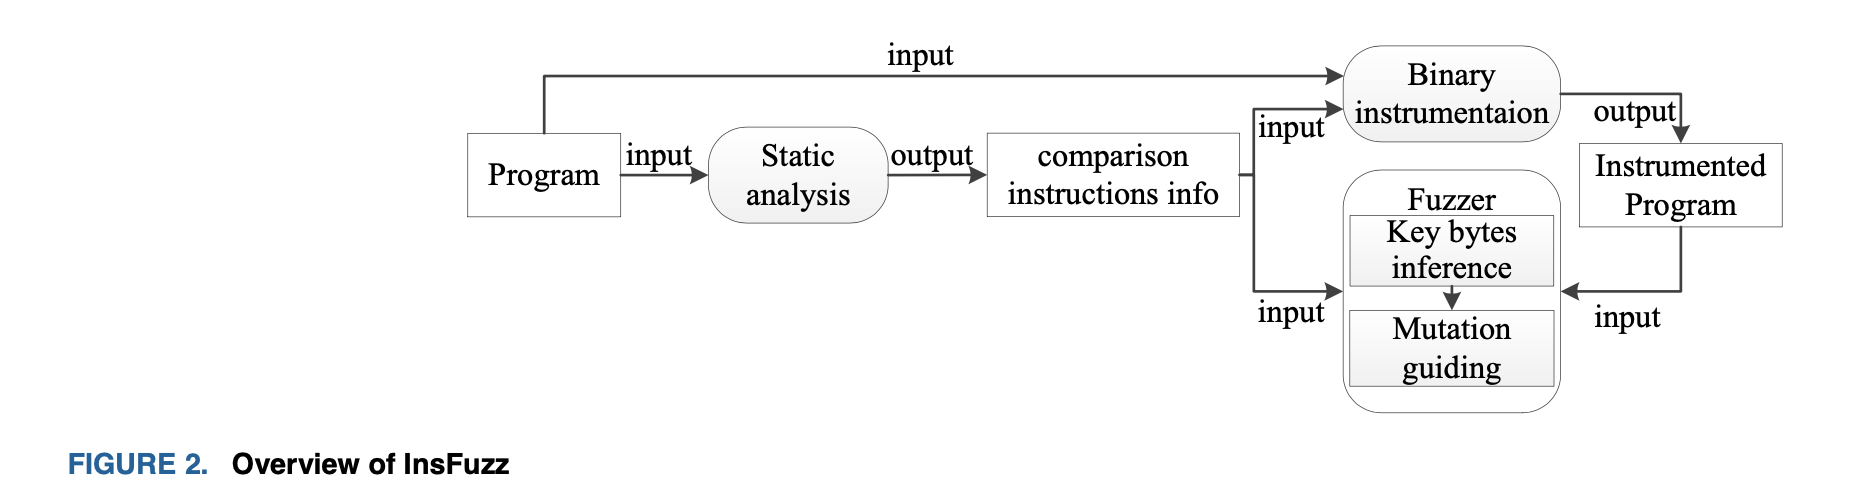 input
Program
input
Static
analysis
output
comparison
instructions info
input
input
Binary
instrumentaion
output
Instrumented
Program
input
Fuzzer
Key bytes
inference
Mutation
guiding
FIGURE 2. Overview of InsFuzz